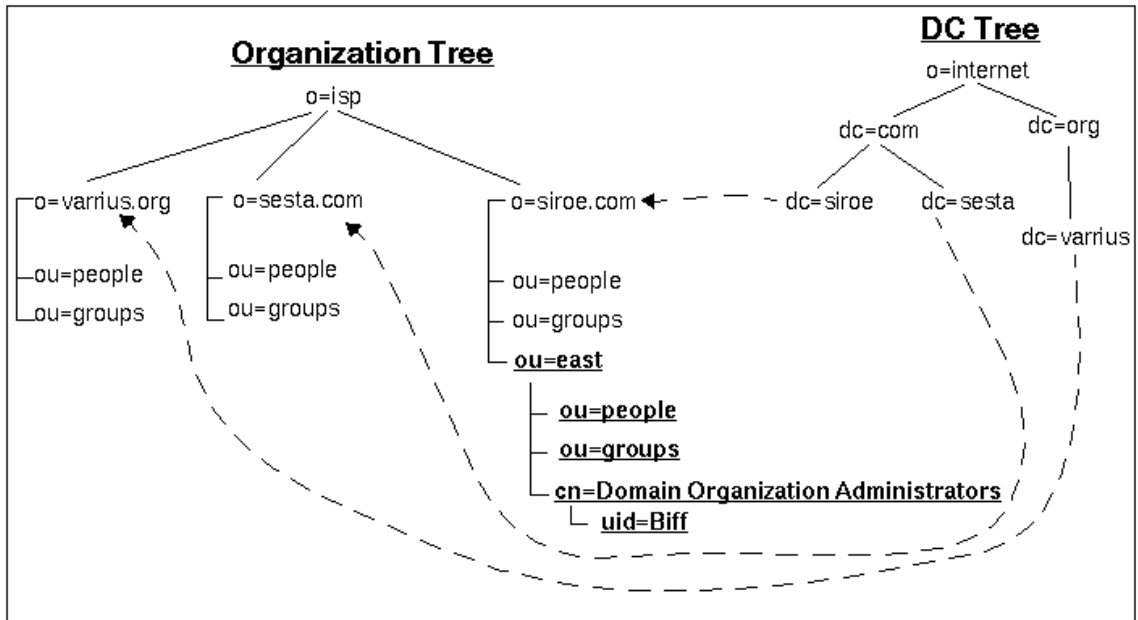 Organization Tree
DC Tree
o=isp
o=internet
dc=com
dc=org
o=varrius.org
o=sesta.com
o=siroe.com
dc=siroe
dc=sesta
dc=varrius
ou=people
ou=groups
ou=people
ou=groups
ou=people
ou=groups
ou=east
ou=people
ou=groups
cn=Domain Organization Administrators
uid=Biff